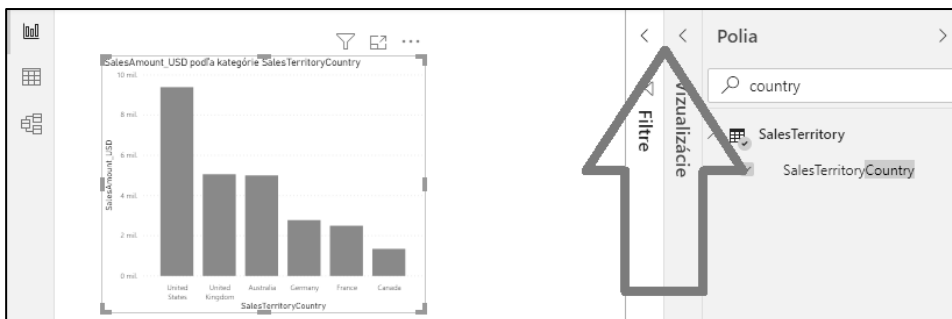 SalesAmount_USD podľa kategórie SalesTerritoryCountry
10 mil.
8 mil.
6 mil.
4 mil.
2 mil.
0 mil.
SalesAmount_USD
United States
United Kingdom
Australia
Germany
France
Canada
SalesTerritoryCountry
Filtre
Vizualizácie
Polia
country
SalesTerritory
SalesTerritoryCountry